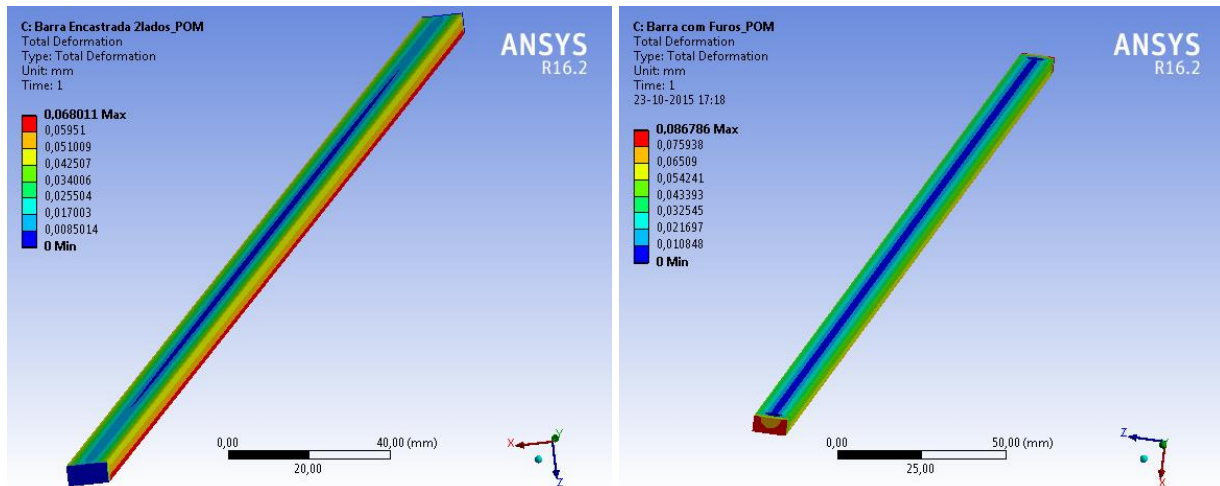 C: Barra Encastrada 2lados_POM
Total Deformation
Type: Total Deformation
Unit: mm
Time: 1
0,068011 Max
0,05951
0,051009
0,042507
0,034006
0,025504
0,017003
0,0085014
0 Min
ANSYS
R16.2
0,00
40,00 (mm)
20,00
X
Y
Z
C: Barra com Furos_POM
Total Deformation
Type: Total Deformation
Unit: mm
Time: 1
23-10-2015 17:18
0,086786 Max
0,075938
0,06509
0,054241
0,043393
0,032545
0,021697
0,010848
0 Min
ANSYS
R16.2
0,00
50,00 (mm)
25,00
Z
Y
X